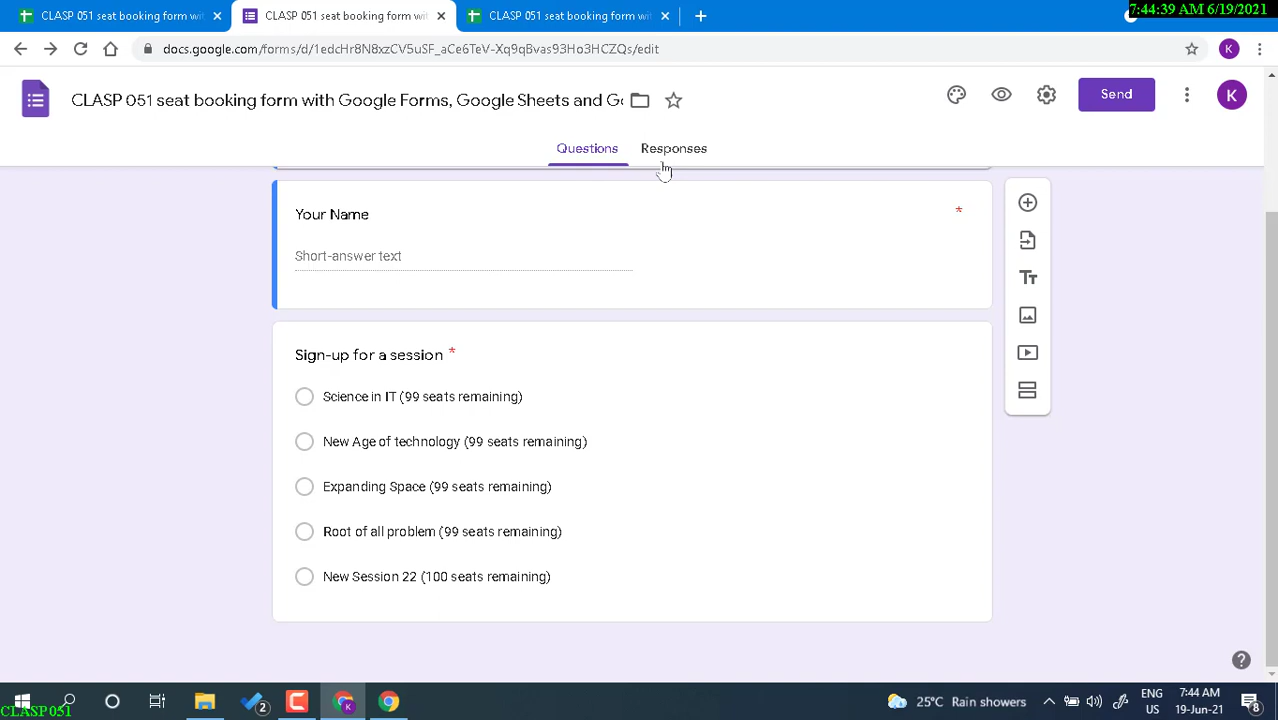 7:44:39 AM 6/19/2021
CLASP 051 seat booking form wit
CLASP 051 seat booking form with
CLASP 051 seat booking form wit
docs.google.com/forms/d/1edcHr8N8xzCV5uSF_aCe6TeV-Xq9qBvas93Ho3HCZQs/edit
K
CLASP 051 seat booking form with Google Forms, Google Sheets and Go
Send
K
Questions
Responses
Your Name *
Short-answer text
Sign-up for a session *
Science in IT (99 seats remaining)
New Age of technology (99 seats remaining)
Expanding Space (99 seats remaining)
Root of all problem (99 seats remaining)
New Session 22 (100 seats remaining)
25°C Rain showers
ENG
US
7:44 AM
19-Jun-21
2
K
8
CLASP 051